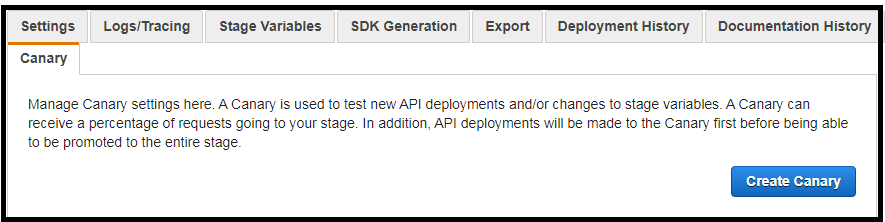 Settings Logs/Tracing Stage Variables SDK Generation Export Deployment History Documentation History
Canary
Manage Canary settings here. A Canary is used to test new API deployments and/or changes to stage variables. A Canary can
receive a percentage of requests going to your stage. In addition, API deployments will be made to the Canary first before being able
to be promoted to the entire stage.
Create Canary